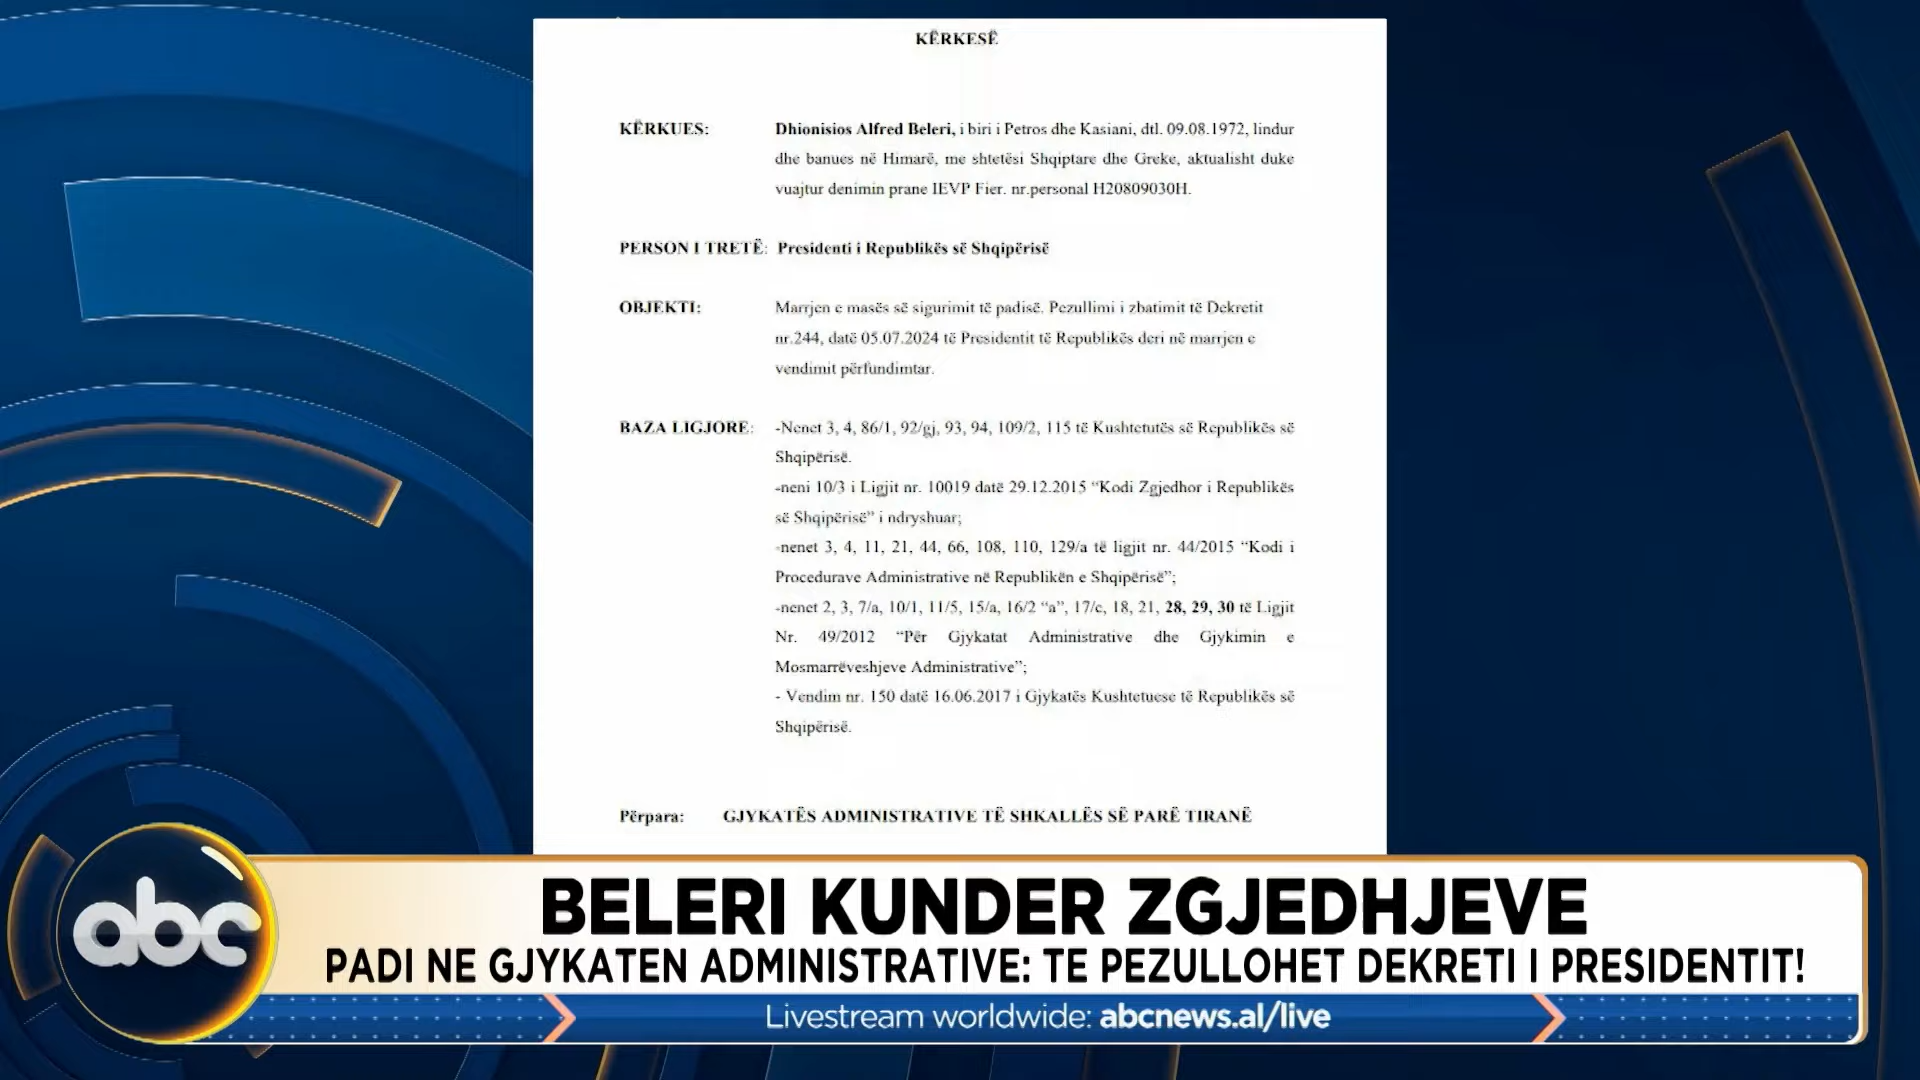 KËRKESË
KËRKUES: Dhionisios Alfred Beleri, i biri i Petros dhe Kasiani, dtl. 09.08.1972, lindur
dhe banues në Himarë, me shtetësi Shqiptare dhe Greke, aktualisht duke
vuajtur denimin prane IEVP Fier. nr.personal H20809030H.
PERSON I TRETË: Presidenti i Republikës së Shqipërisë
OBJEKTI: Marrjen e masës së sigurimit të padisë. Pezullimi i zbatimit të Dekretit
nr.244, datë 05.07.2024 të Presidentit të Republikës deri në marrjen e
vendimit përfundimtar.
BAZA LIGJORE: -Nenet 3, 4, 86/1, 92/gj, 93, 94, 109/2, 115 të Kushtetutës së Republikës së
Shqipërisë.
-neni 10/3 i Ligjit nr. 10019 datë 29.12.2015 “Kodi Zgjedhor i Republikës
së Shqipërisë” i ndryshuar;
-nenet 3, 4, 11, 21, 44, 66, 108, 110, 129/a të ligjit nr. 44/2015 “Kodi i
Procedurave Administrative në Republikën e Shqipërisë”;
-nenet 2, 3, 7/a, 10/1, 11/5, 15/a, 16/2 “a”, 17/c, 18, 21, 28, 29, 30 të Ligjit
Nr. 49/2012 “Për Gjykatat Administrative dhe Gjykimin e
Mosmarrëveshjeve Administrative”;
- Vendim nr. 150 datë 16.06.2017 i Gjykatës Kushtetuese të Republikës së
Shqipërisë.
Përpara: GJYKATËS ADMINISTRATIVE TË SHKALLËS SË PARË TIRANË
abc
BELERI KUNDER ZGJEDHJEVE
PADI NE GJYKATEN ADMINISTRATIVE: TE PEZULLOHET DEKRETI I PRESIDENTIT!
Livestream worldwide: abcnews.al/live